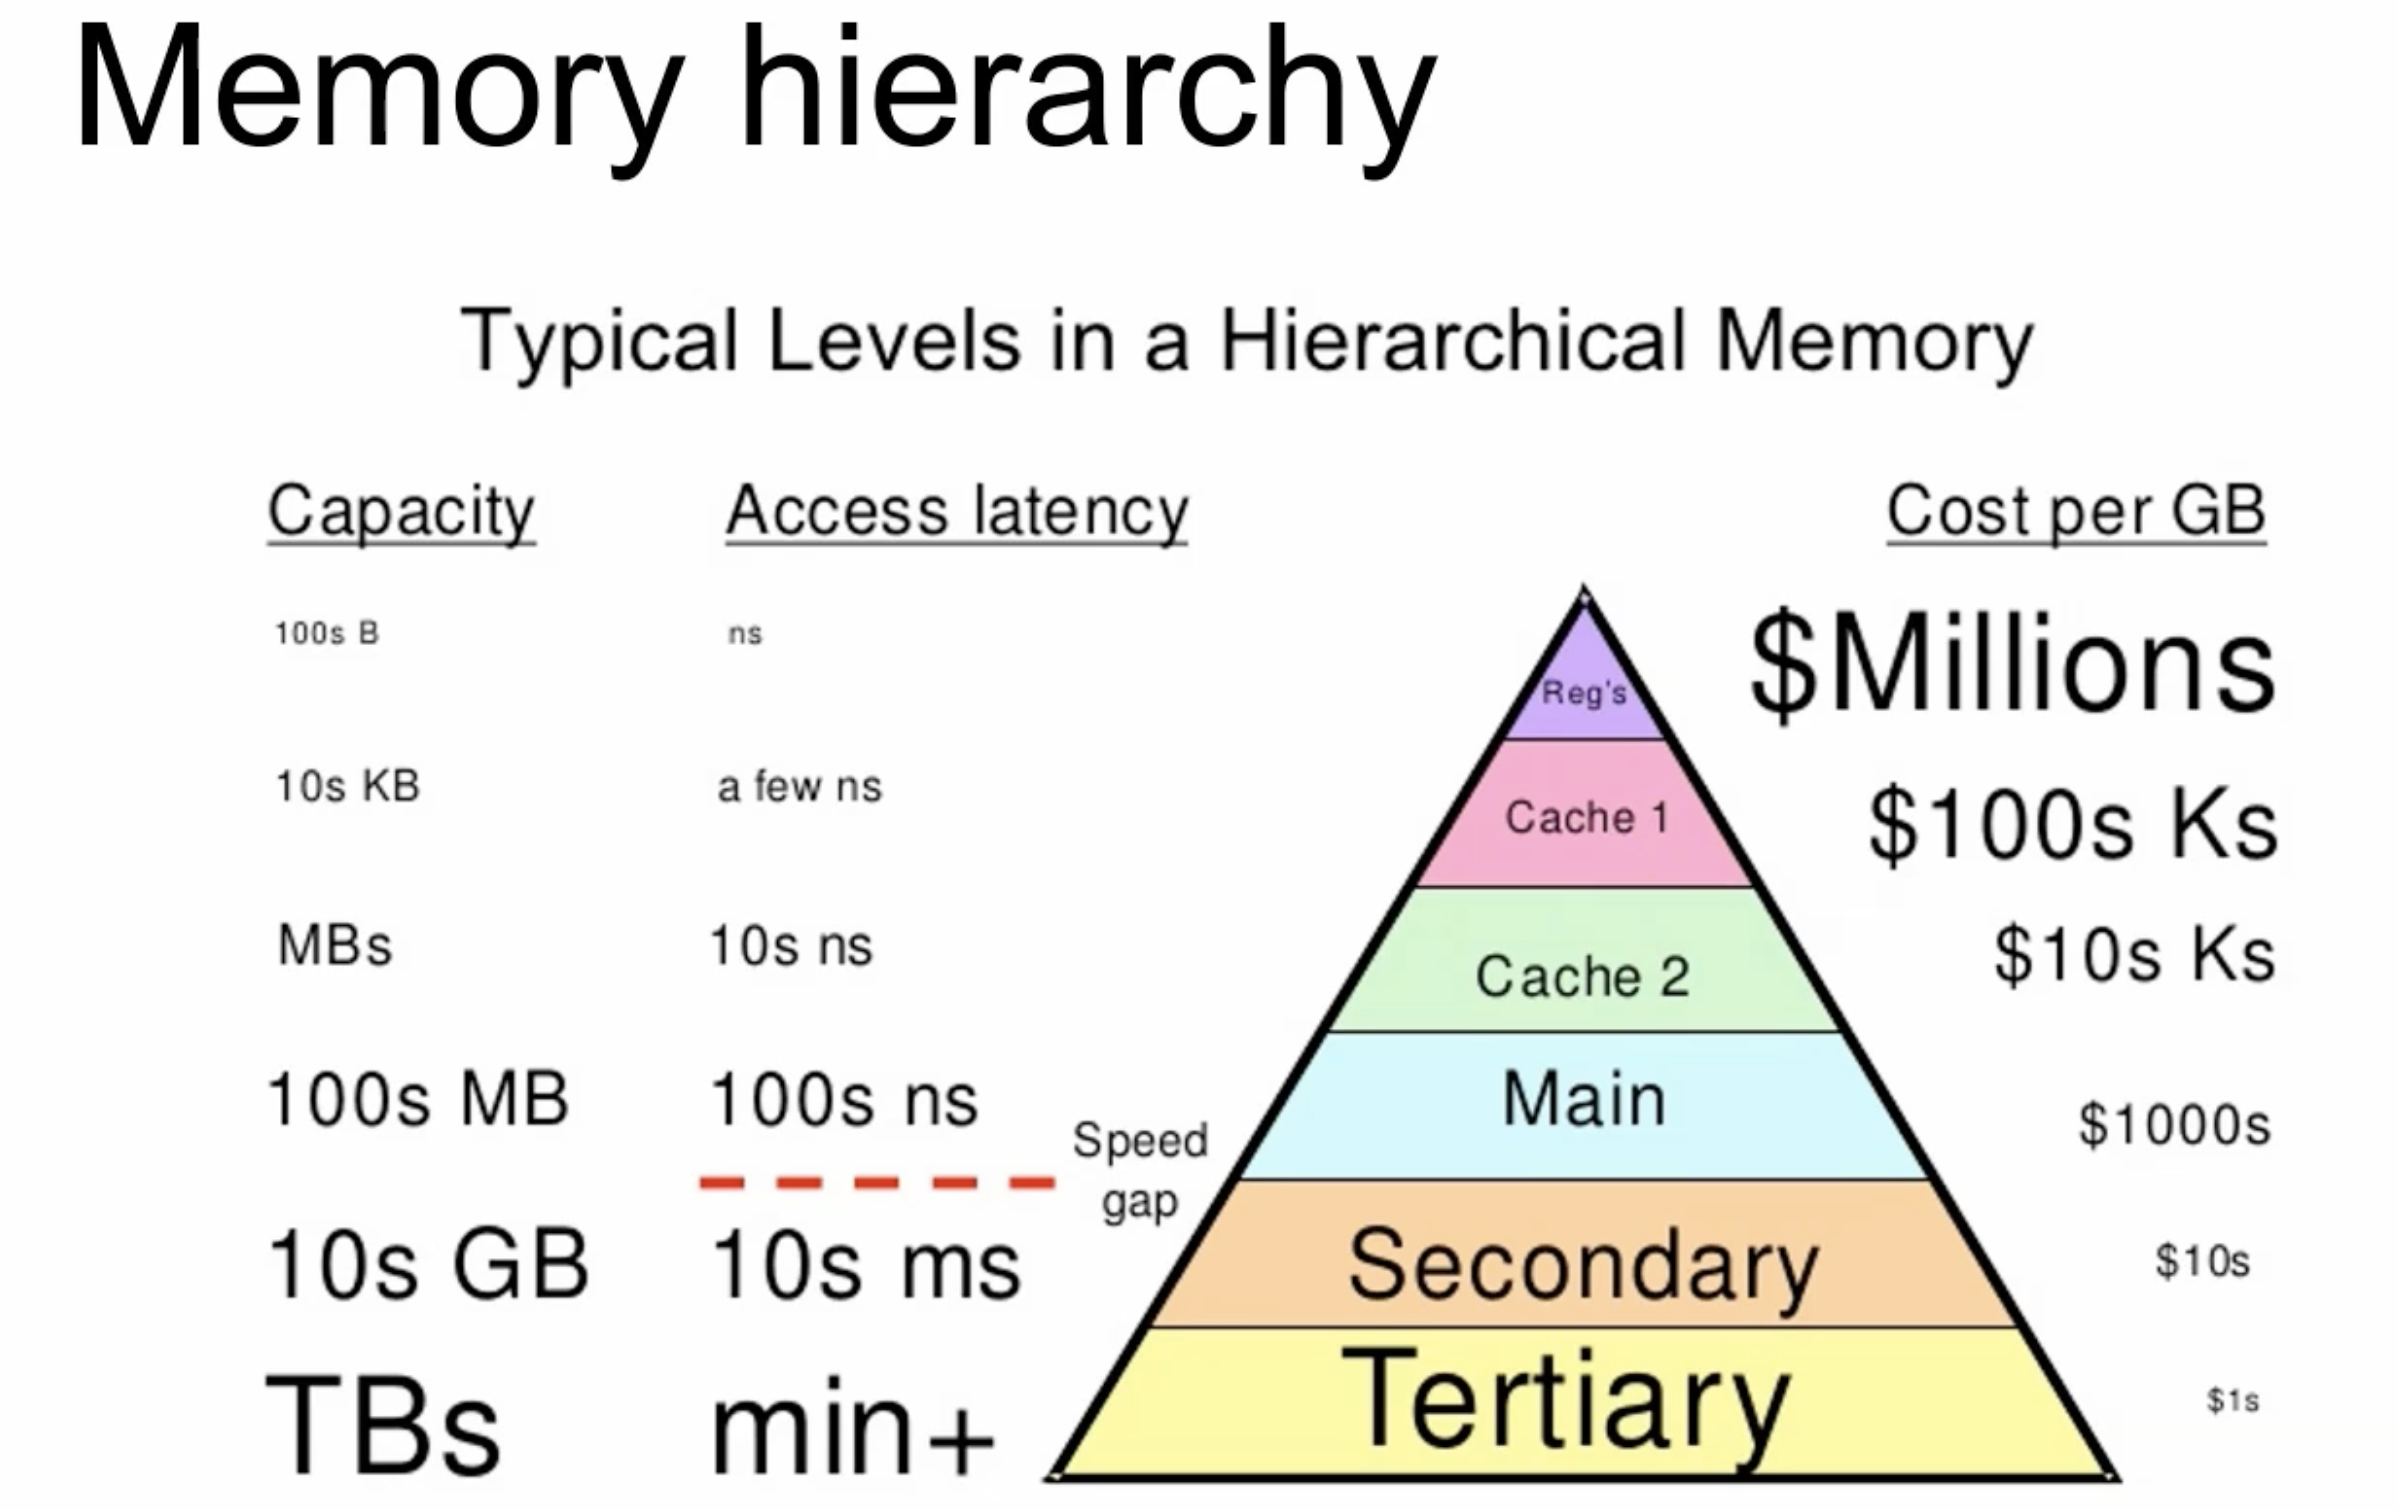 Memory hierarchy
Typical Levels in a Hierarchical Memory
Capacity Access latency Cost per GB
100s B ns Reg's $Millions
10s KB a few ns Cache 1 $100s Ks
MBs 10s ns Cache 2 $10s Ks
100s MB 100s ns Main $1000s
Speed
gap
10s GB 10s ms Secondary $10s
TBs min+ Tertiary $1s